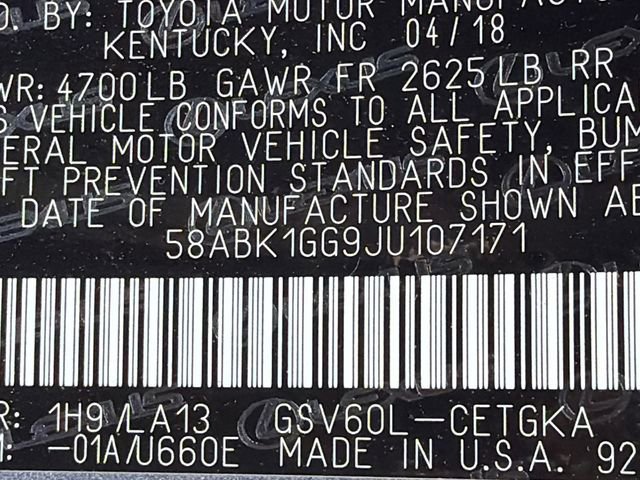 D. BY: TOYOTA MOTOR MANUFACTU
KENTUCKY, INC 04/18
WR: 4700LB GAWR FR 2625LB RR
S VEHICLE CONFORMS TO ALL APPLICA
ERAL MOTOR VEHICLE SAFETY, BUM
FT PREVENTION STANDARDS IN EFF
DATE OF MANUFACTURE SHOWN AB
58ABK1GG9JU107171
R: 1H9/LA13 GSV60L-CETGKA
-01A/U660E MADE IN U.S.A. 92